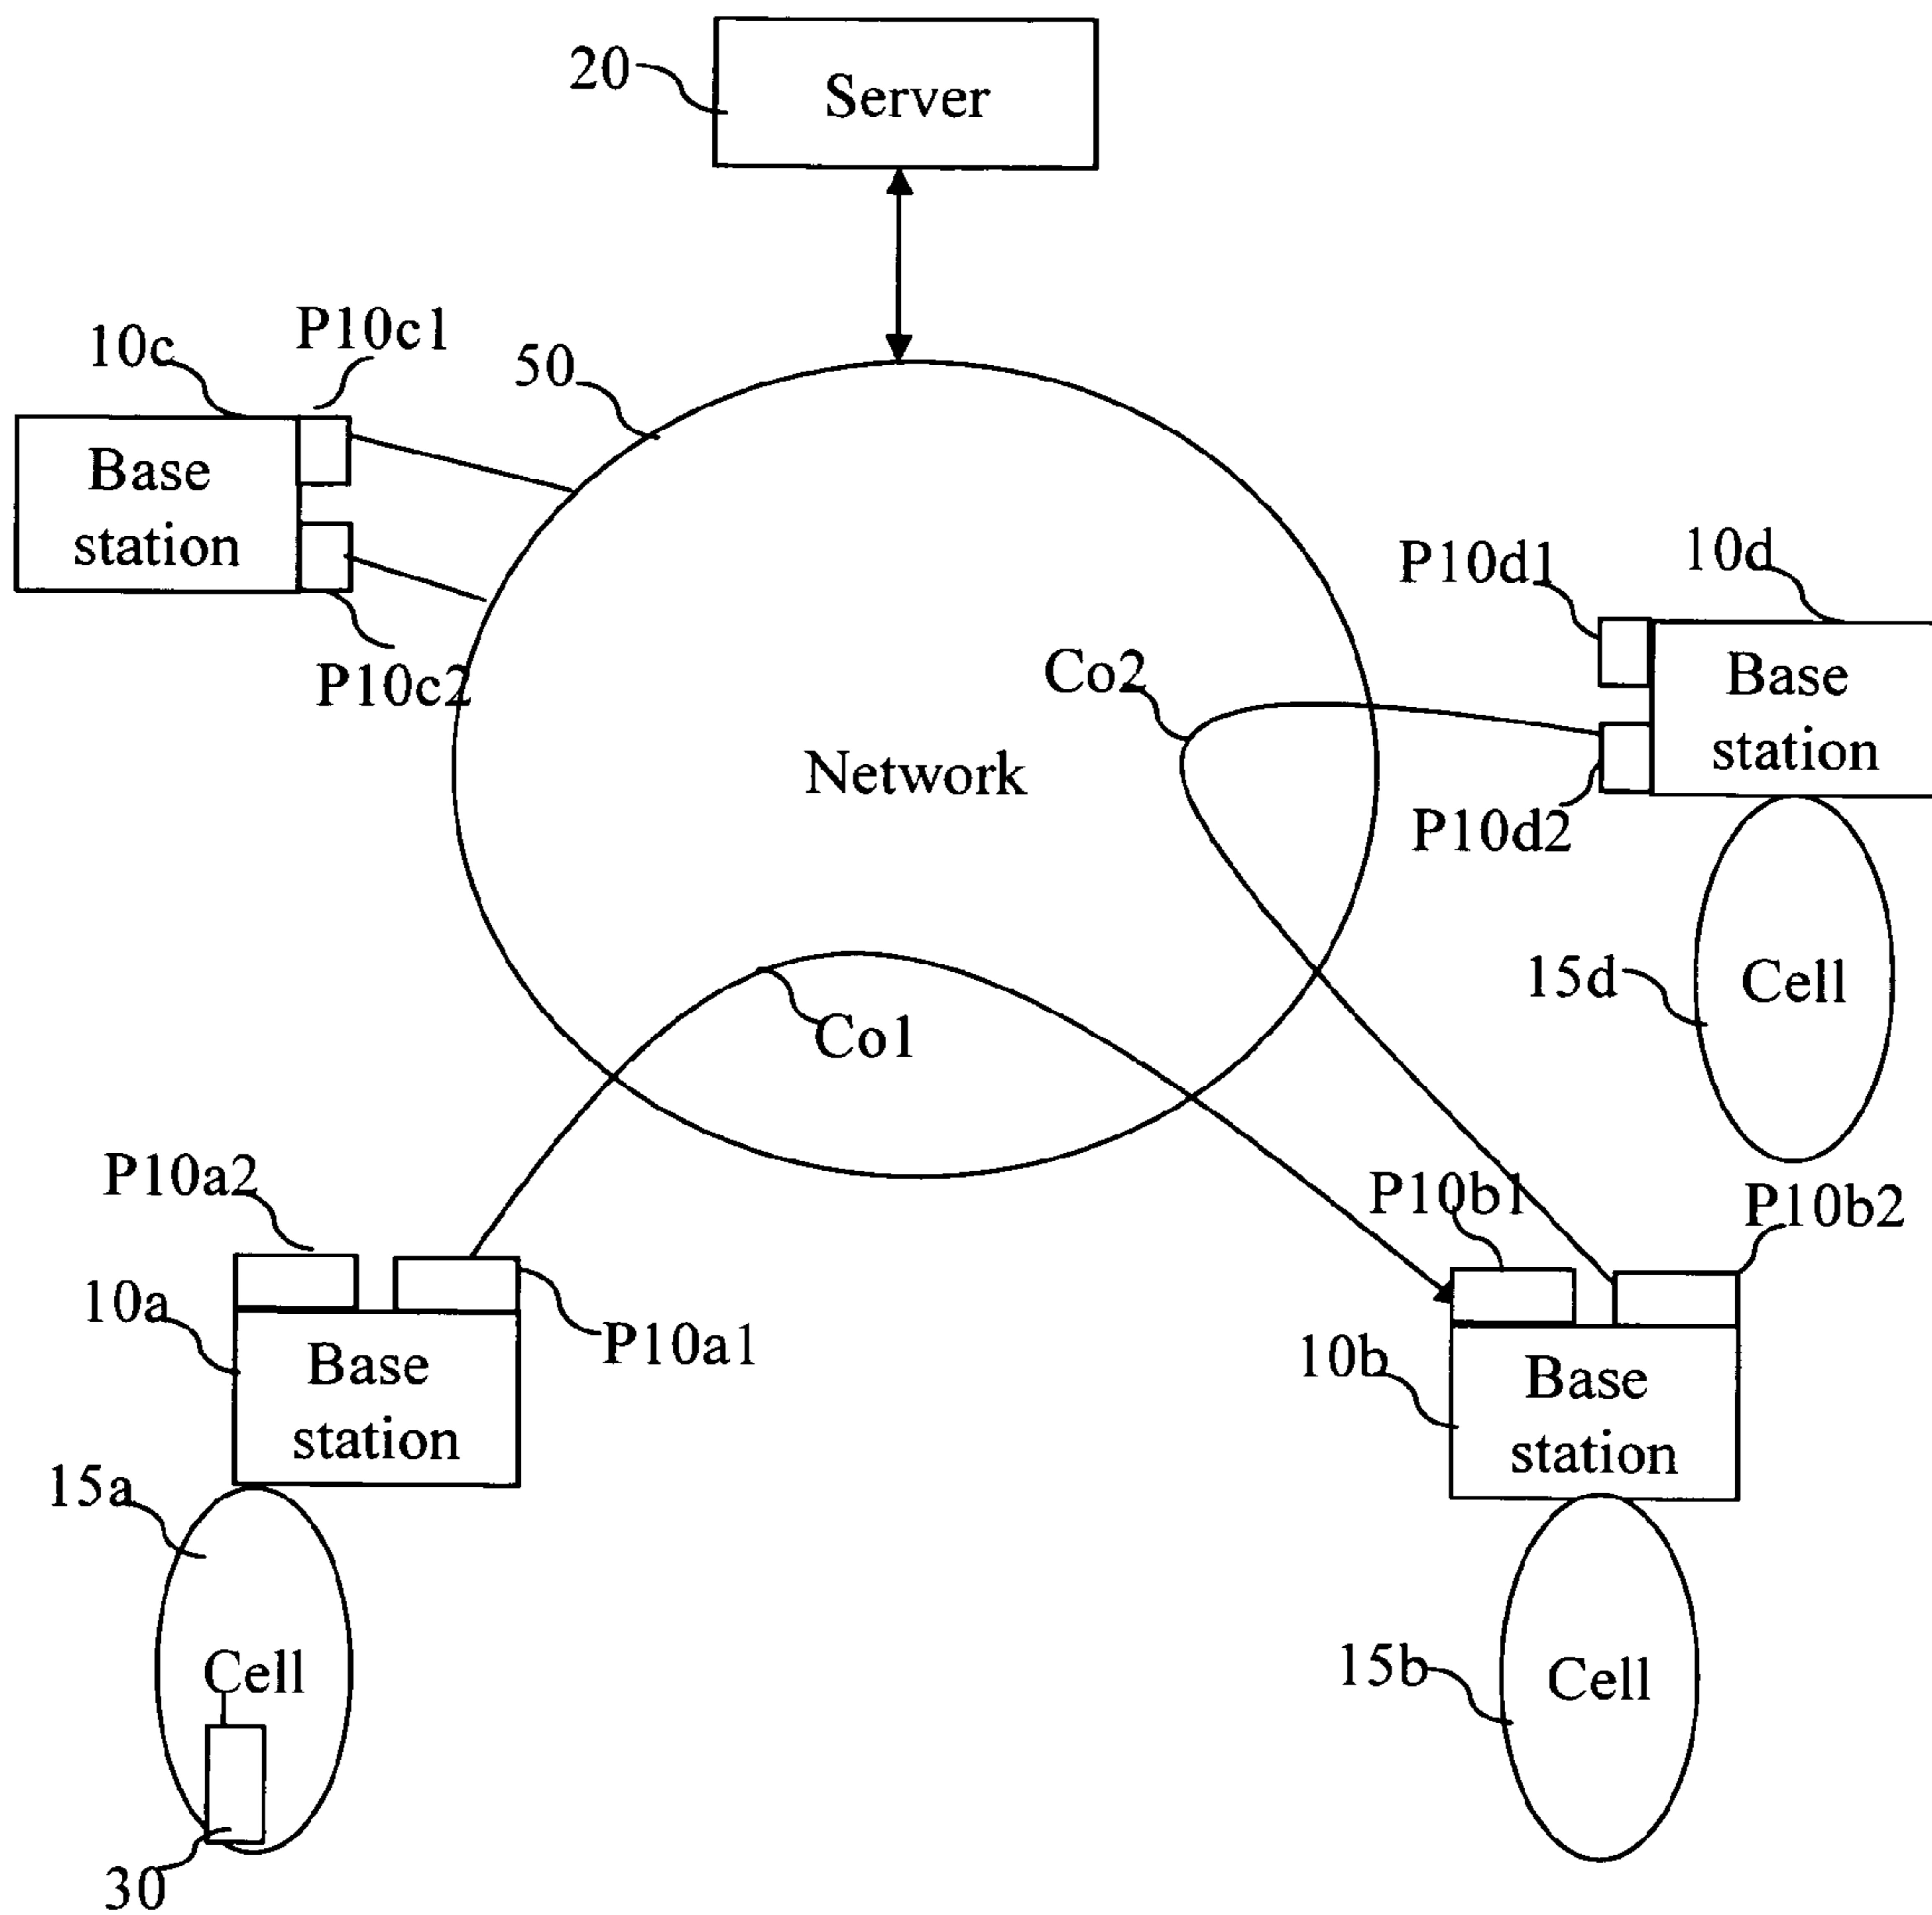 20
Server
10c
P10c1
50
Base
station
P10c2
P10d1
10d
Base
station
Co2
Network
P10d2
15d
Cell
Co1
P10a2
P10b1
P10b2
10a
P10a1
Base
station
10b
Base
station
15a
Cell
15b
Cell
30